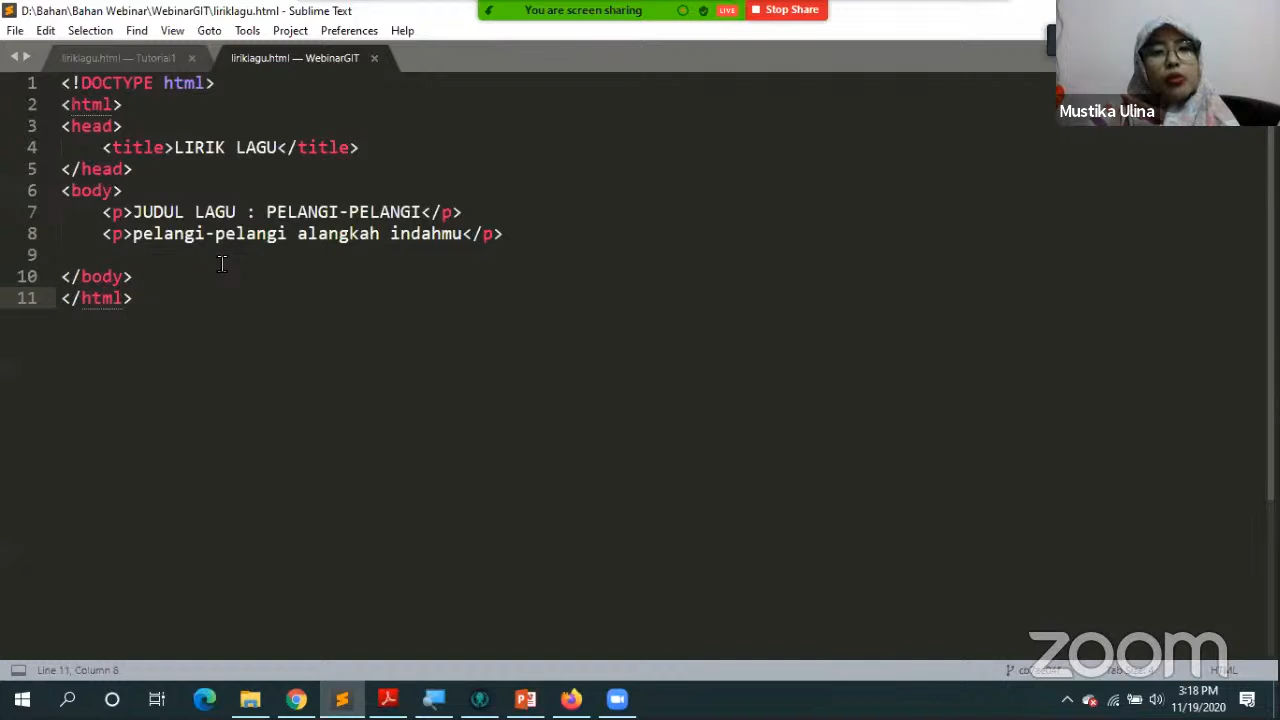 D:\Bahan\Bahan Webinar\WebinarGIT\liriklagu.html - Sublime Text
You are screen sharing
LIVE
Stop Share
File Edit Selection Find View Goto Tools Project Preferences Help
liriklagu.html — Tutorial1 ×
liriklagu.html — WebinarGIT ×
Mustika Ulina
1 <!DOCTYPE html>
2 <html>
3 <head>
4 <title>LIRIK LAGU</title>
5 </head>
6 <body>
7 <p>JUDUL LAGU : PELANGI-PELANGI</p>
8 <p>pelangi-pelangi alangkah indahmu</p>
9
10 </body>
11 </html>
zoom
Line 11, Column 8
HTML
3:18 PM
11/19/2020